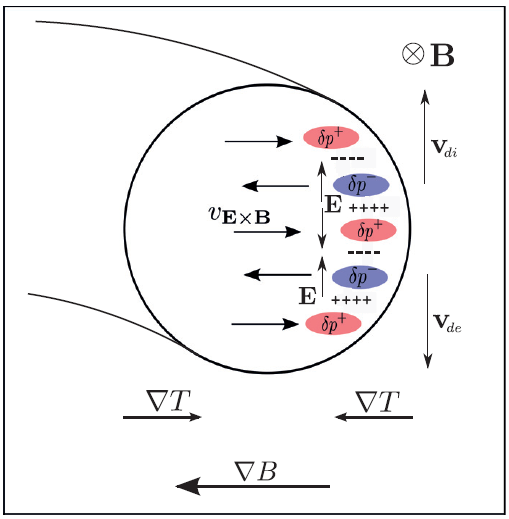 ⊗ B
δp⁺
----
v_di
δp⁻
E ++++
v_E×B
δp⁺
----
δp⁻
E ++++
v_de
δp⁺
∇T ∇T
∇B